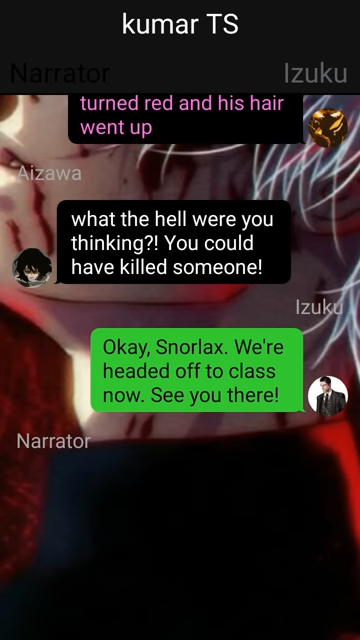 kumar TS
Narrator
Izuku
turned red and his hair
went up
Aizawa
what the hell were you
thinking?! You could
have killed someone!
Izuku
Okay, Snorlax. We're
headed off to class
now. See you there!
Narrator